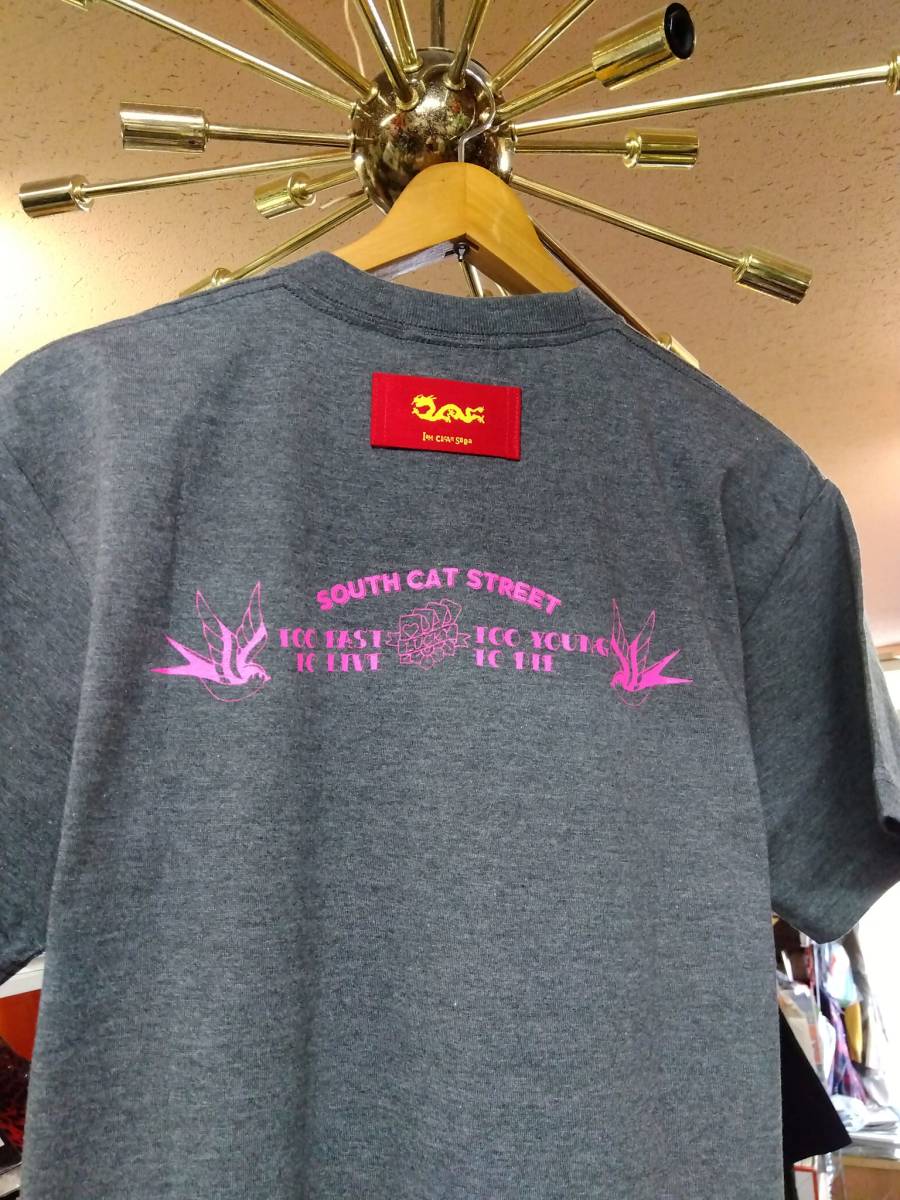 SOUTH CAT STREET
TOO FAST
TO LIVE
TOO YOUNG
TO DIE